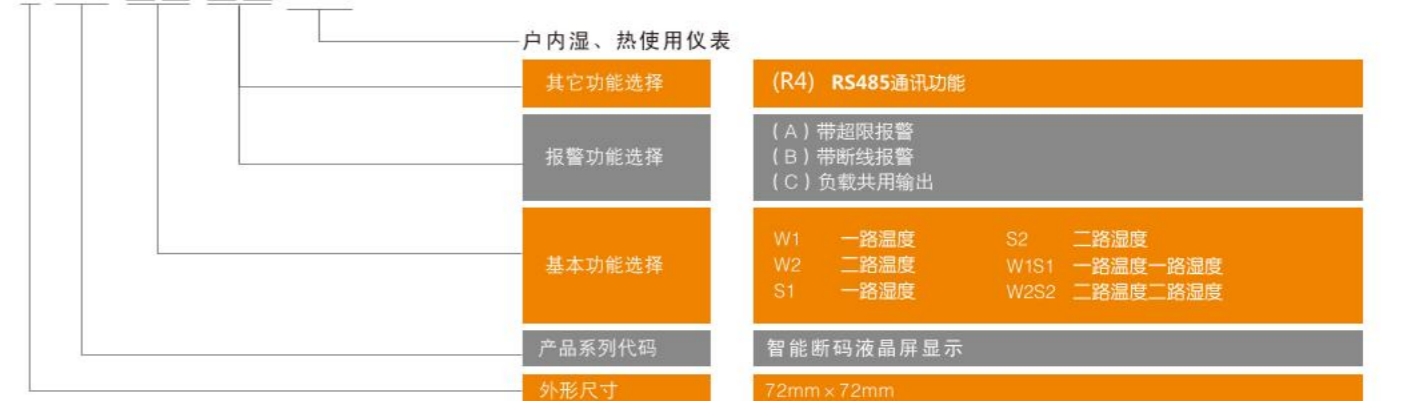 户内湿、热使用仪表
其它功能选择
(R4) RS485通讯功能
报警功能选择
(A)带超限报警
(B)带断线报警
(C)负载共用输出
基本功能选择
W1 一路温度 S2 二路湿度
W2 二路温度 W1S1 一路温度一路湿度
S1 一路湿度 W2S2 二路温度二路湿度
产品系列代码
智能断码液晶屏显示
外形尺寸
72mm×72mm